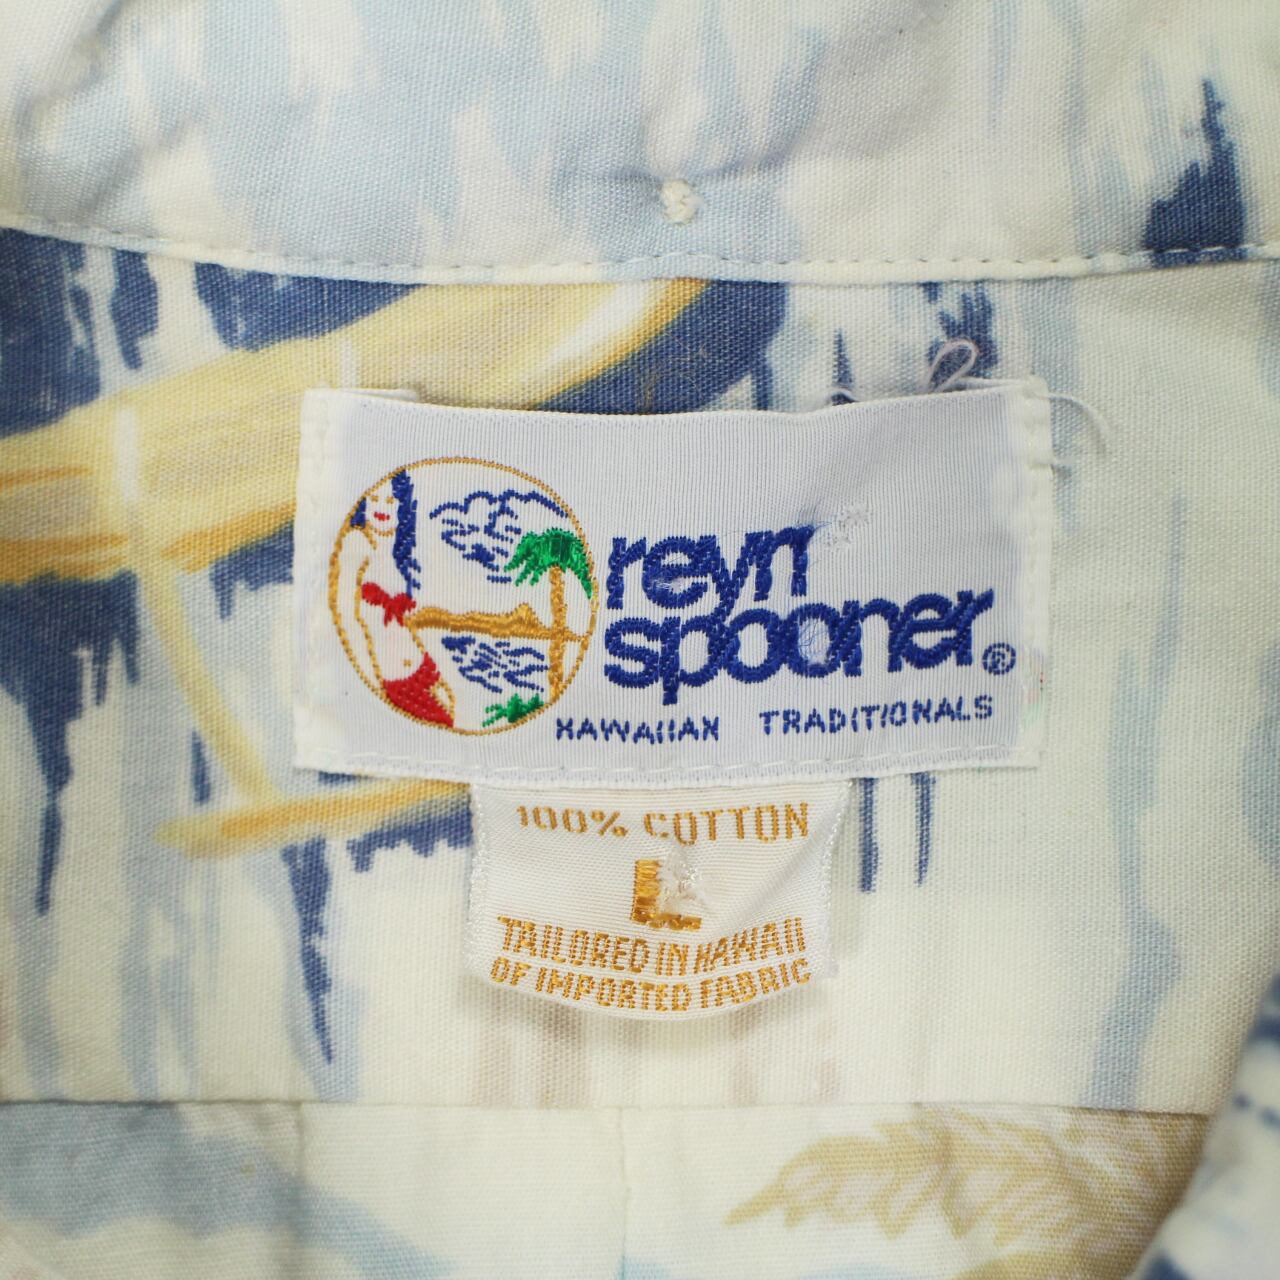 reyn
spooner®
HAWAIIAN TRADITIONALS
100% COTTON
L
TAILORED IN HAWAII
OF IMPORTED FABRIC